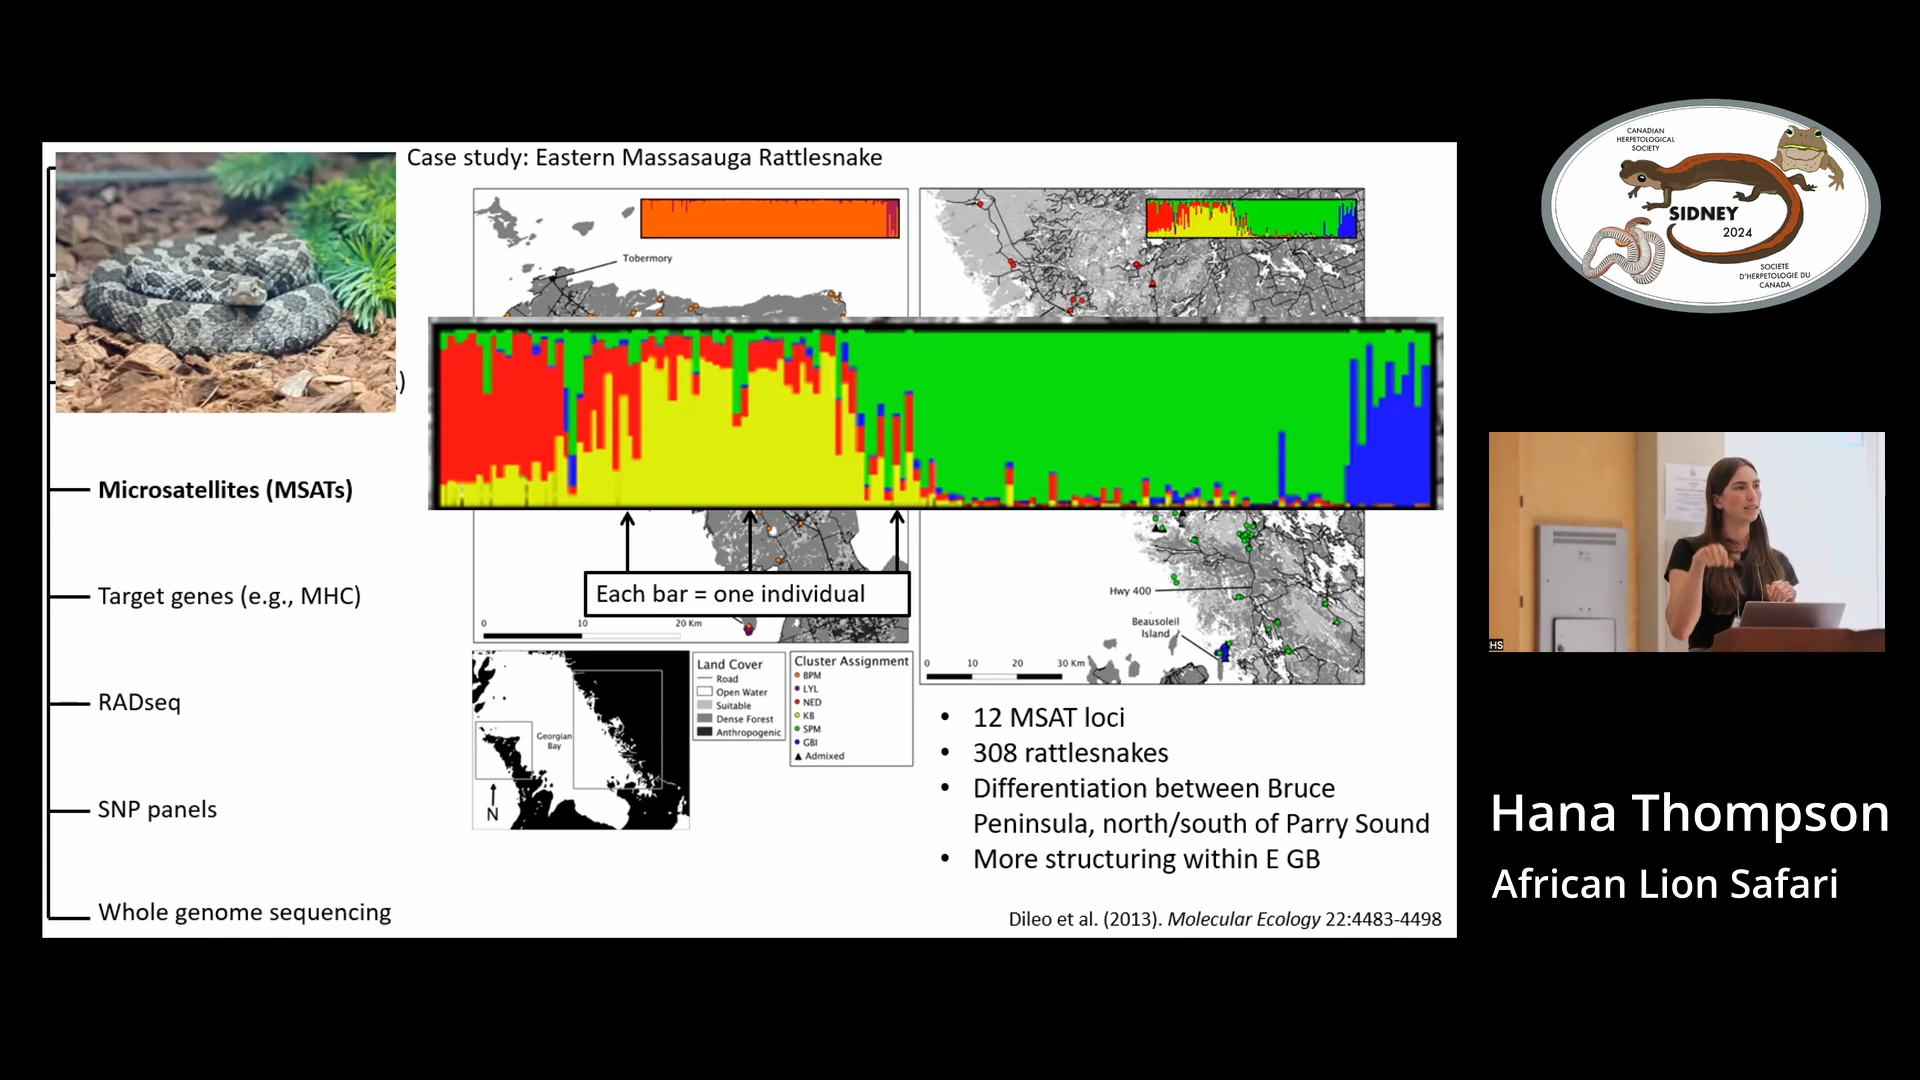 Case study: Eastern Massasauga Rattlesnake
)
Microsatellites (MSATs)
Target genes (e.g., MHC)
RADseq
SNP panels
Whole genome sequencing
Tobermory
Each bar = one individual
0 10 20 Km
Hwy 400
Beausoleil
Island
0 10 20 30 Km
Georgian
Bay
N
Land Cover
Road
Open Water
Suitable
Dense Forest
Anthropogenic
Cluster Assignment
BPM
LYL
NED
KB
SPM
GBI
Admixed
• 12 MSAT loci
• 308 rattlesnakes
• Differentiation between Bruce
Peninsula, north/south of Parry Sound
• More structuring within E GB
Dileo et al. (2013). Molecular Ecology 22:4483-4498
CANADIAN
HERPETOLOGICAL
SOCIETY
SIDNEY
2024
SOCIETE
D'HERPETOLOGIE DU
CANADA
HS
Hana Thompson
African Lion Safari